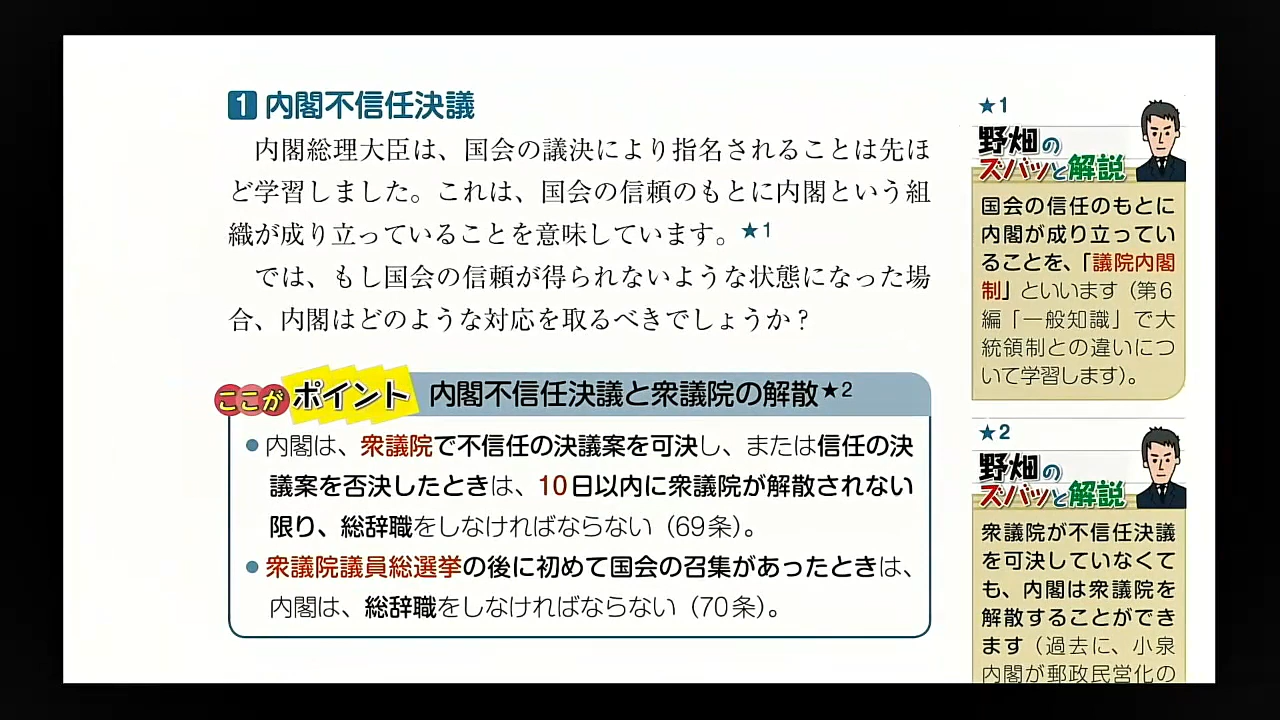 1 内閣不信任決議
内閣総理大臣は、国会の議決により指名されることは先ほ
ど学習しました。これは、国会の信頼のもとに内閣という組
織が成り立っていることを意味しています。★1
では、もし国会の信頼が得られないような状態になった場
合、内閣はどのような対応を取るべきでしょうか？
ここが ポイント 内閣不信任決議と衆議院の解散★2
●内閣は、衆議院で不信任の決議案を可決し、または信任の決
議案を否決したときは、10日以内に衆議院が解散されない
限り、総辞職をしなければならない（69条）。
●衆議院議員総選挙の後に初めて国会の召集があったときは、
内閣は、総辞職をしなければならない（70条）。
★1
野畑の
ズバッと解説
国会の信任のもとに
内閣が成り立ってい
ることを、「議院内閣
制」といいます（第6
編「一般知識」で大
統領制との違いにつ
いて学習します）。
★2
野畑の
ズバッと解説
衆議院が不信任決議
を可決していなくて
も、内閣は衆議院を
解散することができ
ます（過去に、小泉
内閣が郵政民営化の